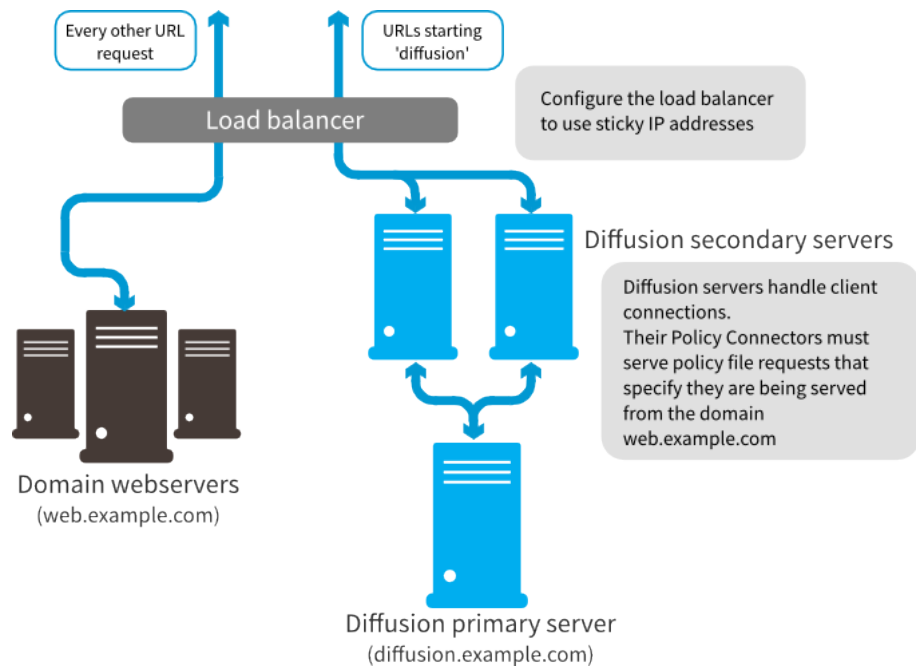 Every other URL
request
URLs starting
'diffusion'
Load balancer
Configure the load balancer
to use sticky IP addresses
Diffusion secondary servers
Diffusion servers handle client
connections.
Their Policy Connectors must
serve policy file requests that
specify they are being served
from the domain
web.example.com
Domain webservers
(web.example.com)
Diffusion primary server
(diffusion.example.com)